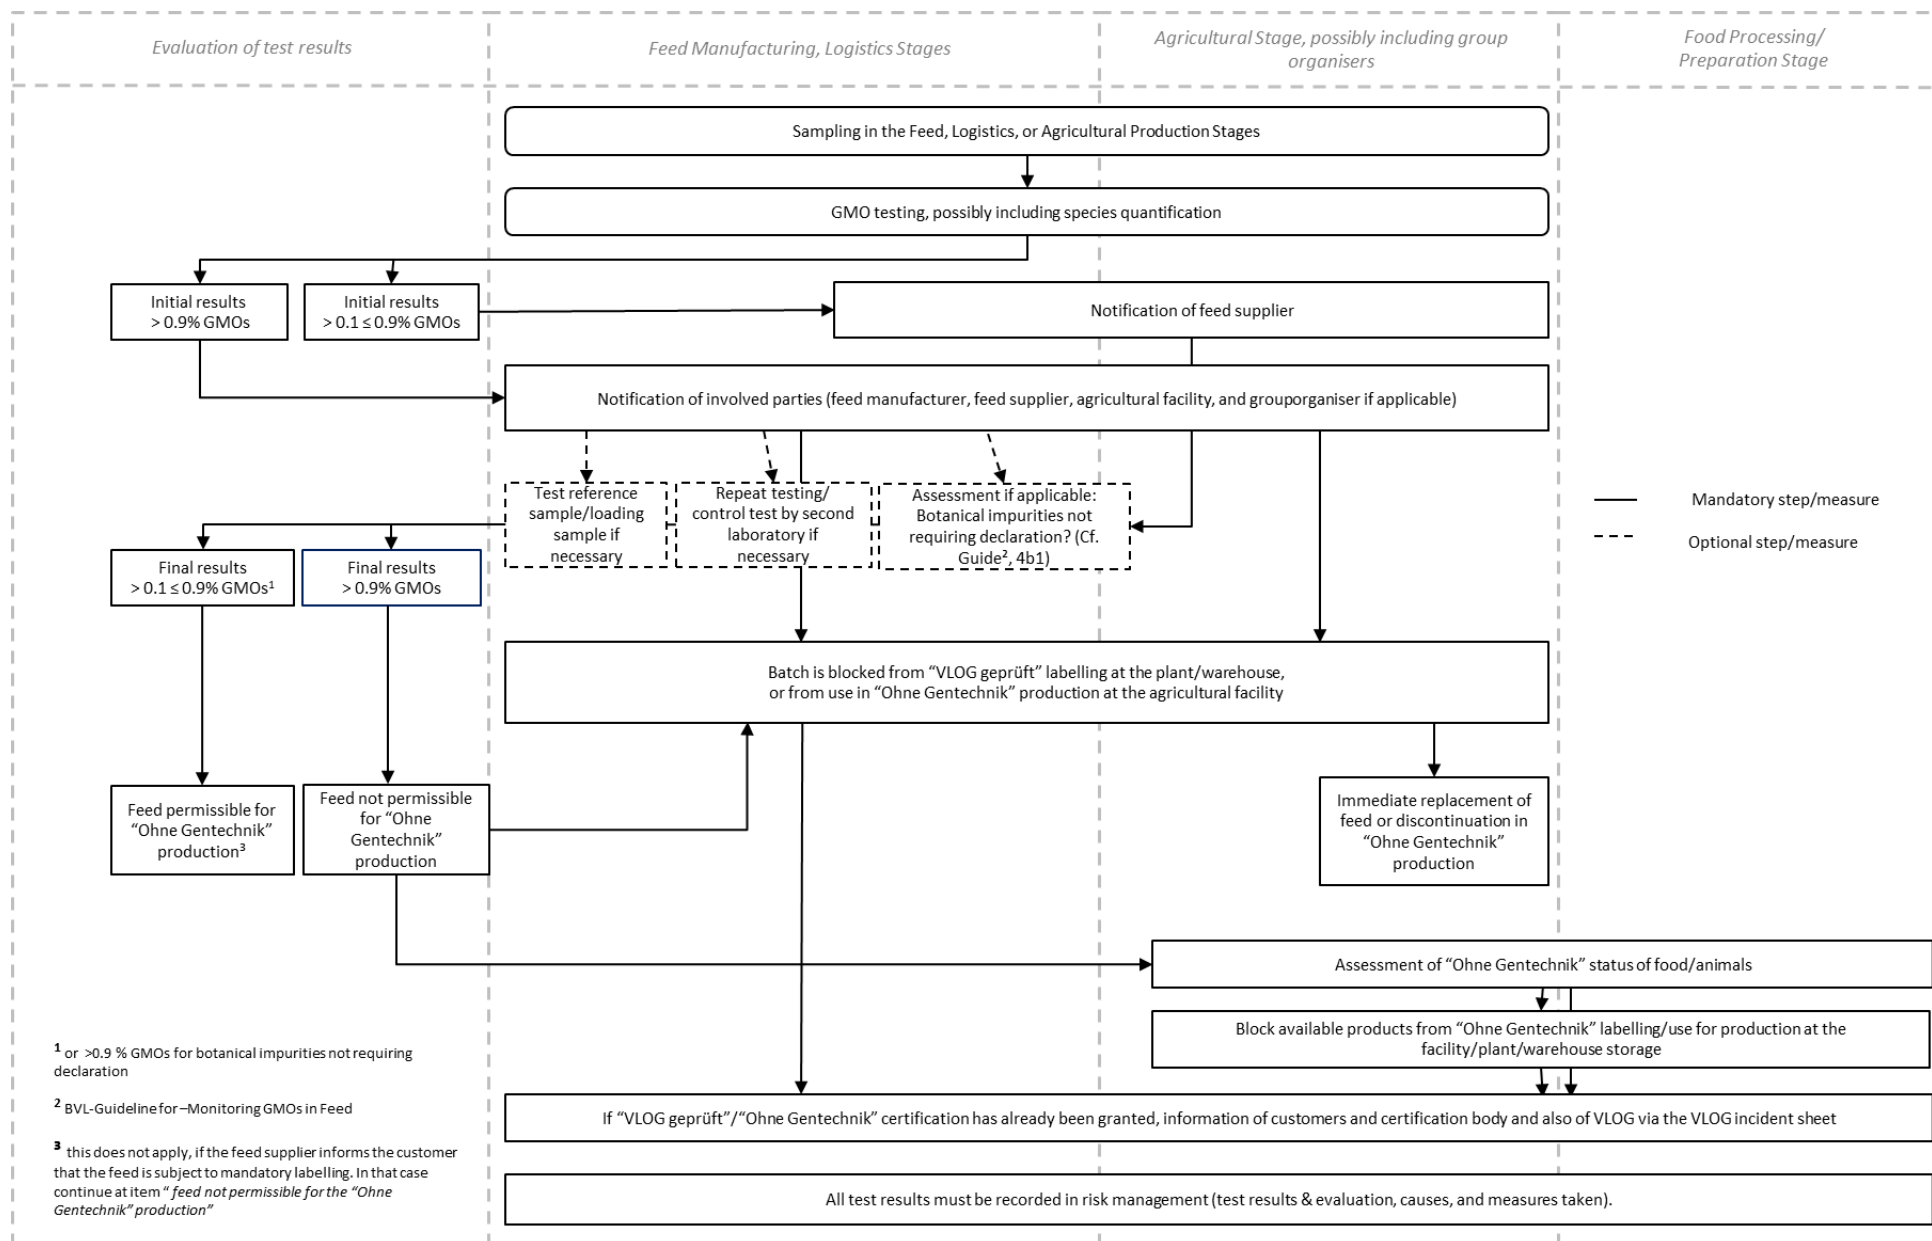 Evaluation of test results
Feed Manufacturing, Logistics Stages
Agricultural Stage, possibly including group
organisers
Food Processing/
Preparation Stage
Sampling in the Feed, Logistics, or Agricultural Production Stages
GMO testing, possibly including species quantification
Initial results
> 0.9% GMOs
Initial results
> 0.1 ≤ 0.9% GMOs
Notification of feed supplier
Notification of involved parties (feed manufacturer, feed supplier, agricultural facility, and grouporganiser if applicable)
Test reference
sample/loading
sample if
necessary
Repeat testing/
control test by second
laboratory if
necessary
Assessment if applicable:
Botanical impurities not
requiring declaration? (Cf.
Guide², 4b1)
Mandatory step/measure
Optional step/measure
Final results
> 0.1 ≤ 0.9% GMOs¹
Final results
> 0.9% GMOs
Batch is blocked from “VLOG geprüft” labelling at the plant/warehouse,
or from use in “Ohne Gentechnik” production at the agricultural facility
Feed permissible for
“Ohne Gentechnik”
production³
Feed not permissible
for “Ohne
Gentechnik”
production
Immediate replacement of
feed or discontinuation in
“Ohne Gentechnik”
production
Assessment of “Ohne Gentechnik” status of food/animals
Block available products from “Ohne Gentechnik” labelling/use for production at the
facility/plant/warehouse storage
If “VLOG geprüft”/“Ohne Gentechnik” certification has already been granted, information of customers and certification body and also of VLOG via the VLOG incident sheet
All test results must be recorded in risk management (test results & evaluation, causes, and measures taken).
¹ or >0.9 % GMOs for botanical impurities not requiring
declaration
² BVL-Guideline for –Monitoring GMOs in Feed
³ this does not apply, if the feed supplier informs the customer
that the feed is subject to mandatory labelling. In that case
continue at item “ feed not permissible for the “Ohne
Gentechnik” production”